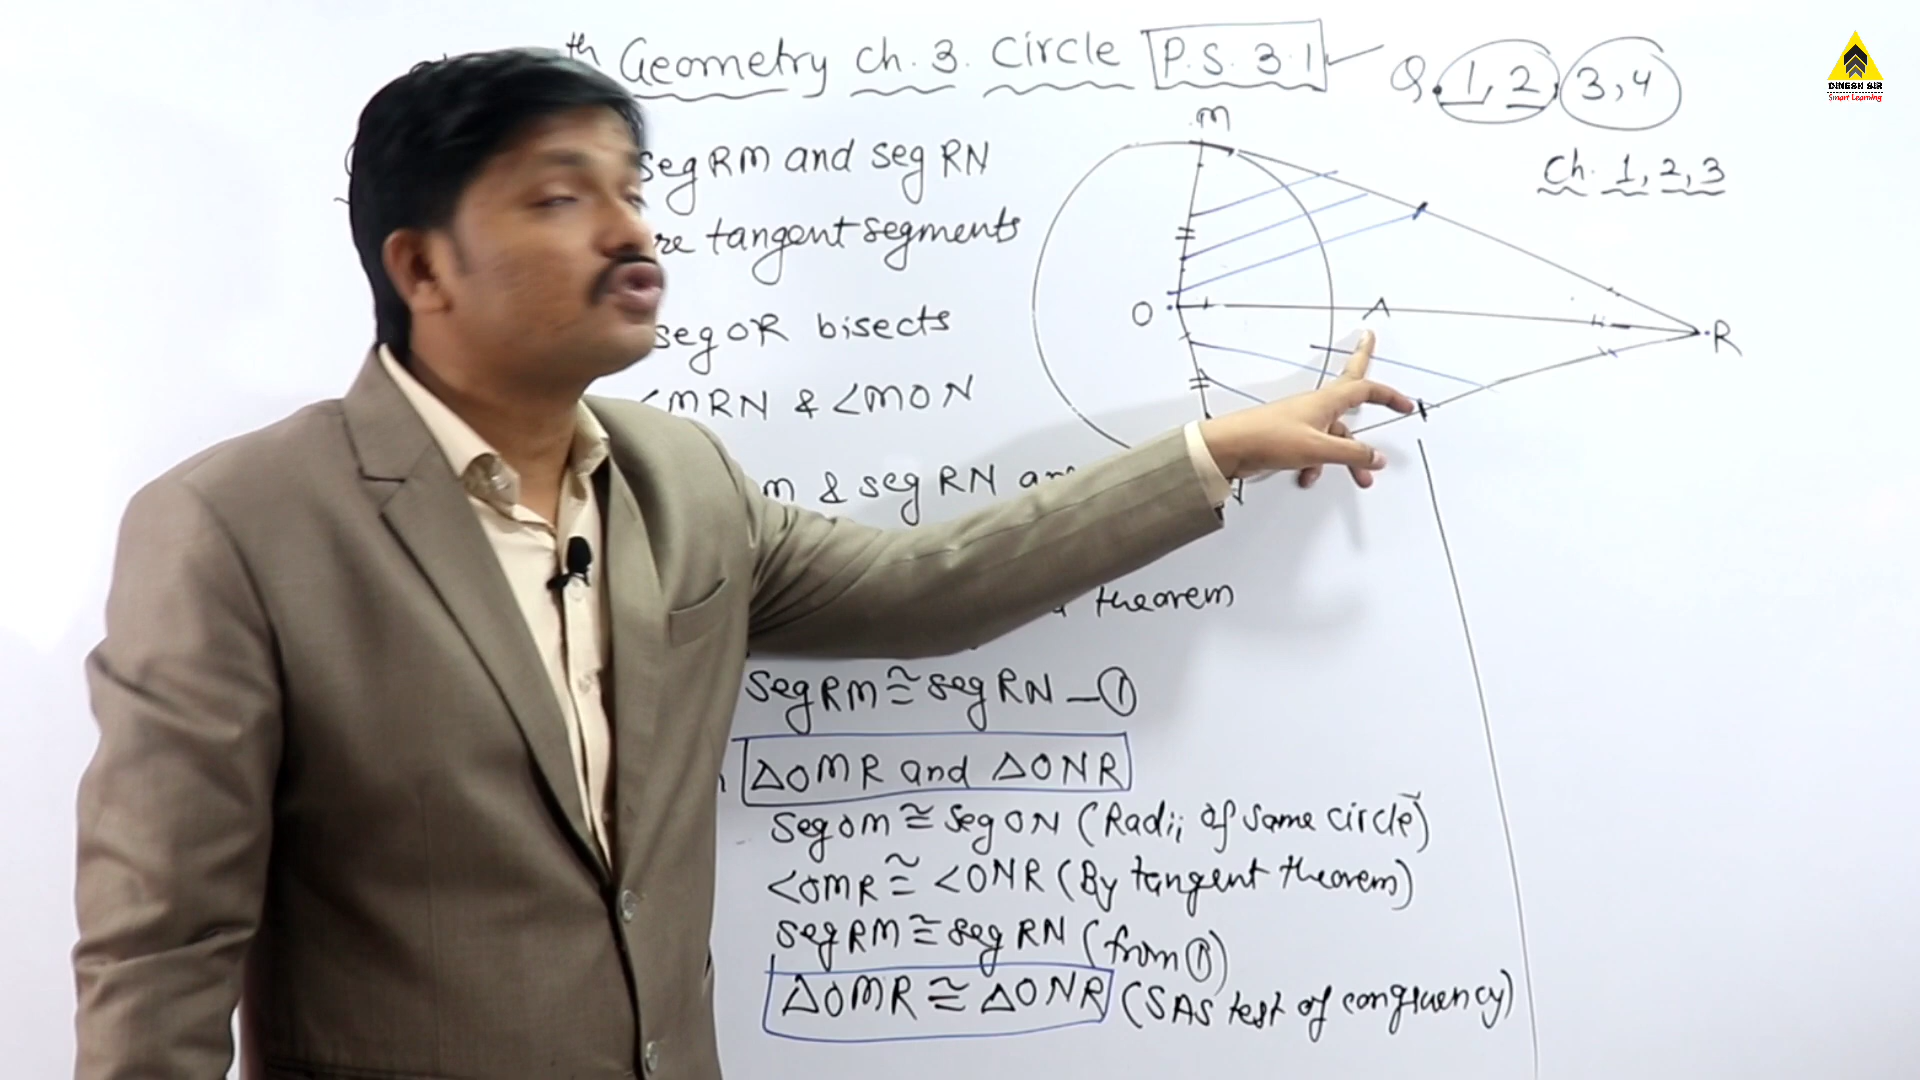 th Geometry Ch. 3. Circle P.S. 3.1 Q. 1, 2, 3, 4
Ch. 1, 2, 3
seg RM and seg RN
tangent segments
seg OR bisects
∠MRN & ∠MON
M
O
A
R
& seg RN
theorem
seg RM ≅ seg RN — ①
△OMR and △ONR
seg OM ≅ seg ON (Radii of same circle)
∠OMR ≅ ∠ONR (By tangent theorem)
seg RM ≅ seg RN (from ①)
△OMR ≅ △ONR (SAS test of congruency)
DINESH SIR
Smart Learning